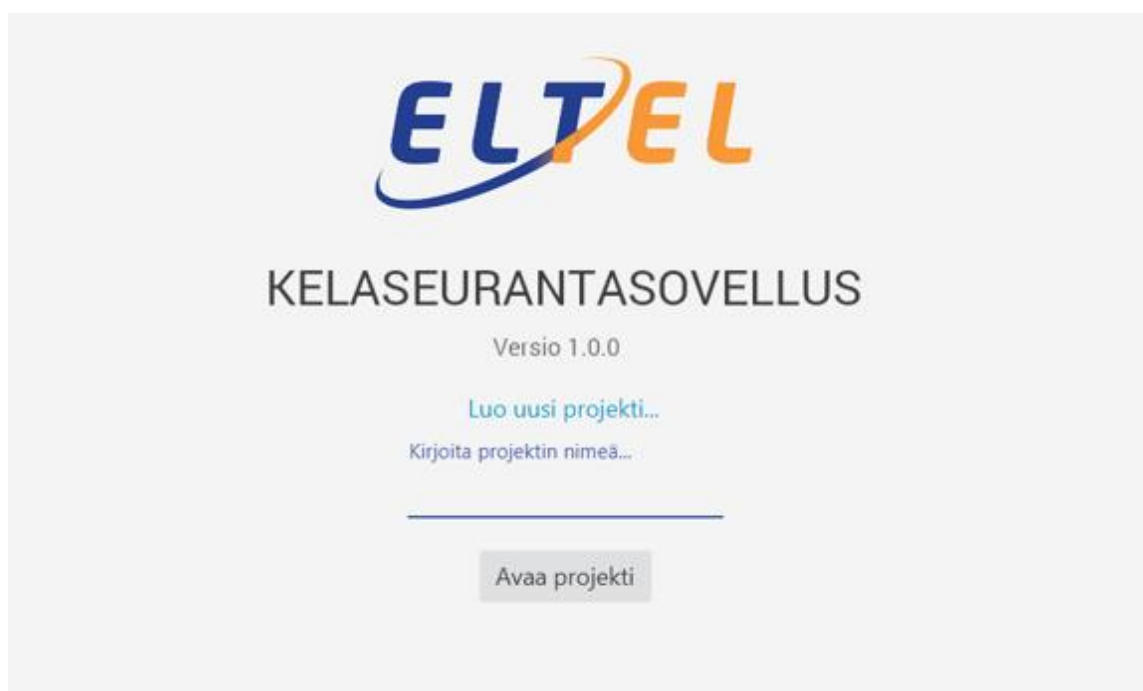 ELTEL
KELASEURANTASOVELLUS
Versio 1.0.0
Luo uusi projekti...
Kirjoita projektin nimeä...
Avaa projekti